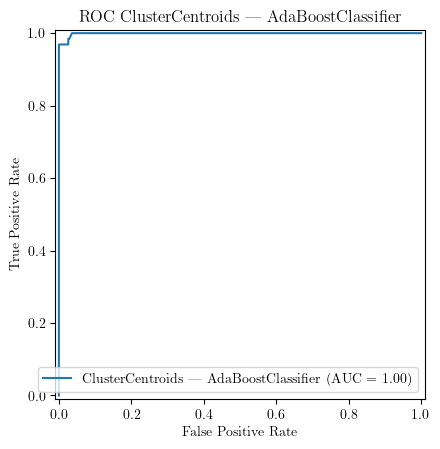 ROC ClusterCentroids — AdaBoostClassifier
True Positive Rate
1.0
0.8
0.6
0.4
0.2
0.0
ClusterCentroids — AdaBoostClassifier (AUC = 1.00)
0.0 0.2 0.4 0.6 0.8 1.0
False Positive Rate